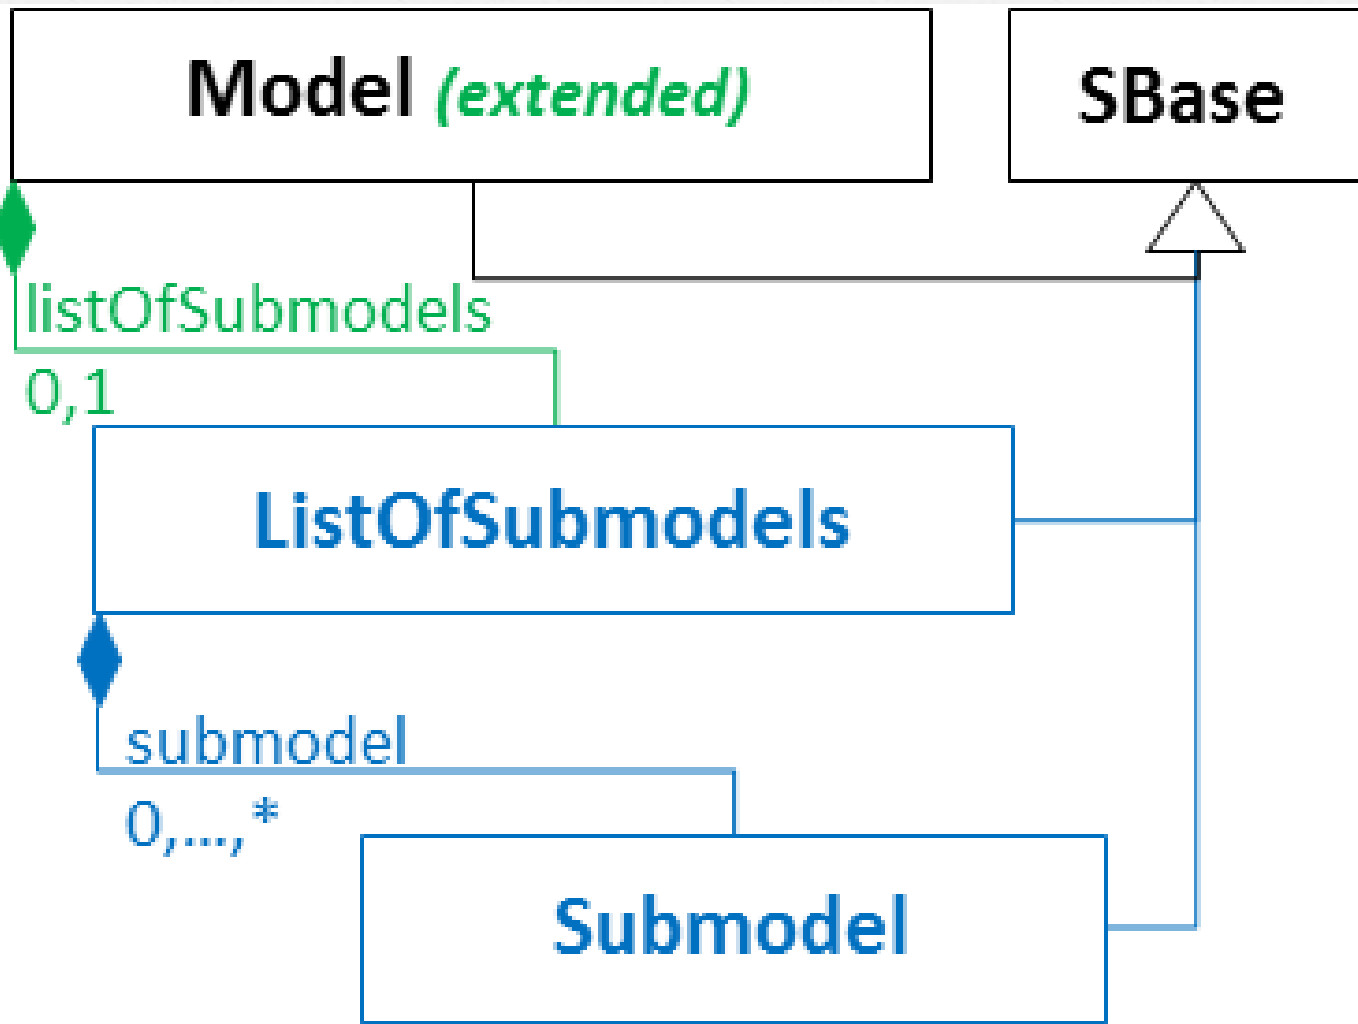 Model (extended)
SBase
listOfSubmodels
0,1
ListOfSubmodels
submodel
0,...,*
Submodel